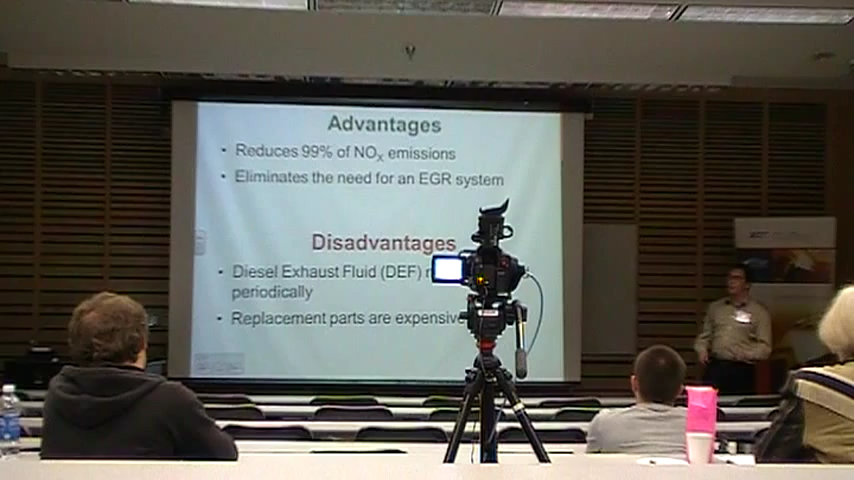 Advantages
• Reduces 99% of NOx emissions
• Eliminates the need for an EGR system
Disadvantages
• Diesel Exhaust Fluid (DEF)
periodically
• Replacement parts are expensive